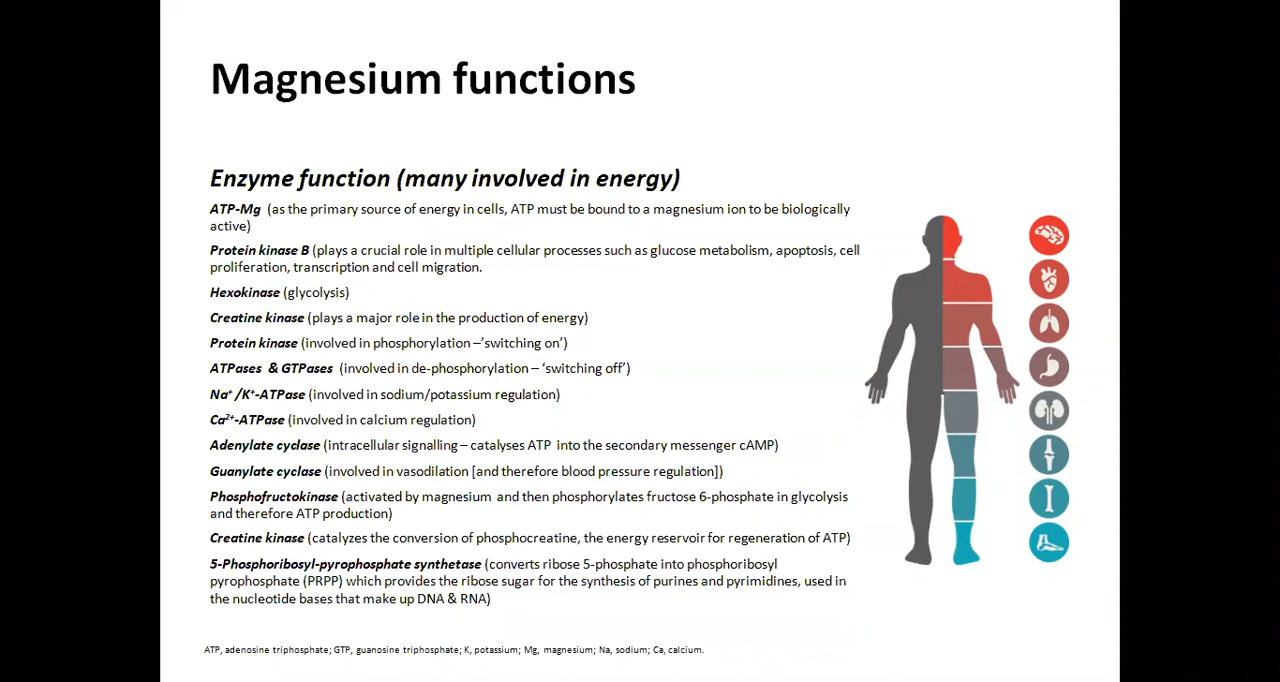 Magnesium functions
Enzyme function (many involved in energy)
ATP-Mg (as the primary source of energy in cells, ATP must be bound to a magnesium ion to be biologically
active)
Protein kinase B (plays a crucial role in multiple cellular processes such as glucose metabolism, apoptosis, cell
proliferation, transcription and cell migration.
Hexokinase (glycolysis)
Creatine kinase (plays a major role in the production of energy)
Protein kinase (involved in phosphorylation –’switching on’)
ATPases & GTPases (involved in de-phosphorylation – ‘switching off’)
Na⁺/K⁺-ATPase (involved in sodium/potassium regulation)
Ca²⁺-ATPase (involved in calcium regulation)
Adenylate cyclase (intracellular signalling – catalyses ATP into the secondary messenger cAMP)
Guanylate cyclase (involved in vasodilation [and therefore blood pressure regulation])
Phosphofructokinase (activated by magnesium and then phosphorylates fructose 6-phosphate in glycolysis
and therefore ATP production)
Creatine kinase (catalyzes the conversion of phosphocreatine, the energy reservoir for regeneration of ATP)
5-Phosphoribosyl-pyrophosphate synthetase (converts ribose 5-phosphate into phosphoribosyl
pyrophosphate (PRPP) which provides the ribose sugar for the synthesis of purines and pyrimidines, used in
the nucleotide bases that make up DNA & RNA)
ATP, adenosine triphosphate; GTP, guanosine triphosphate; K, potassium; Mg, magnesium; Na, sodium; Ca, calcium.